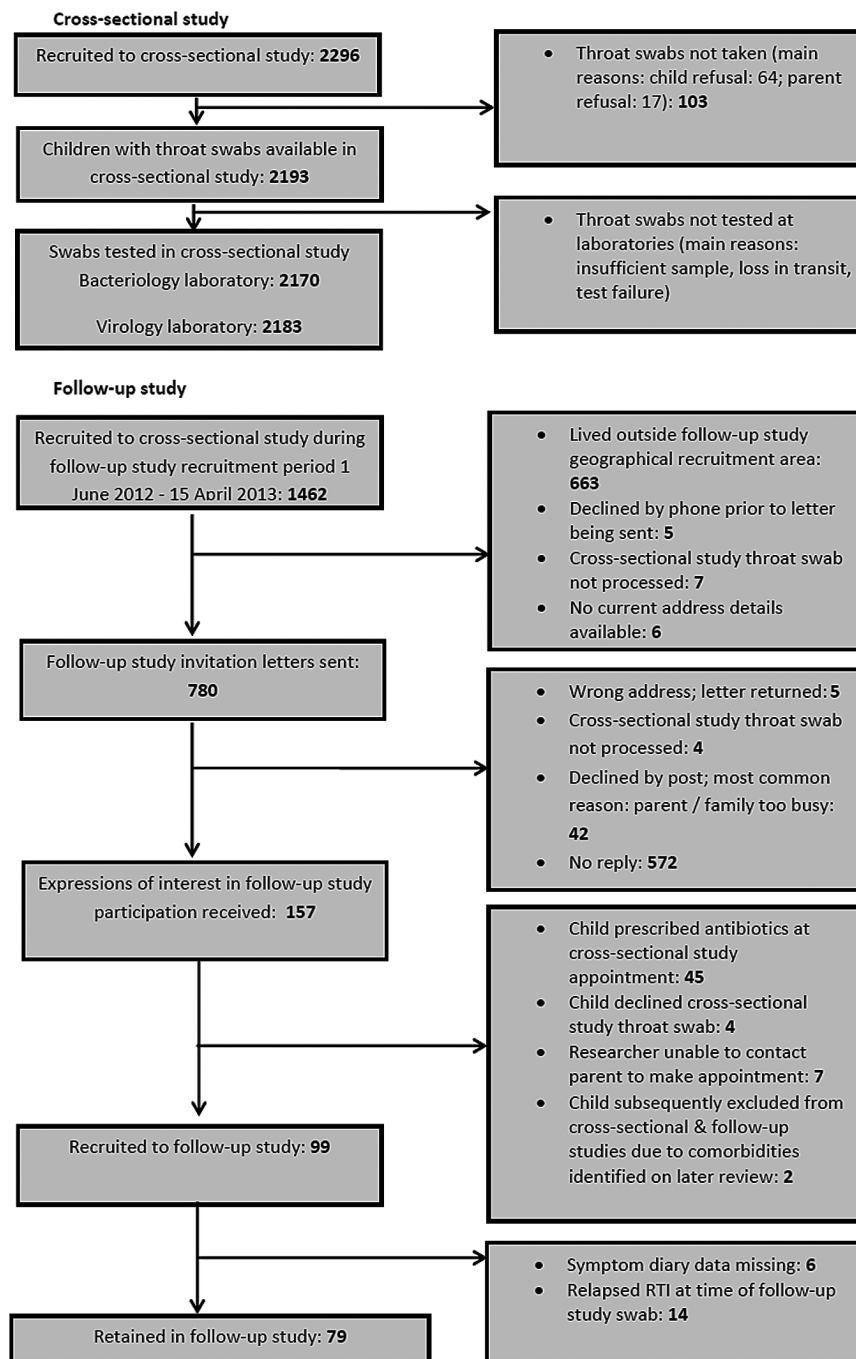 Cross-sectional study
Recruited to cross-sectional study: 2296
• Throat swabs not taken (main
reasons: child refusal: 64; parent
refusal: 17): 103
Children with throat swabs available in
cross-sectional study: 2193
• Throat swabs not tested at
laboratories (main reasons:
insufficient sample, loss in transit,
test failure)
Swabs tested in cross-sectional study
Bacteriology laboratory: 2170
Virology laboratory: 2183
Follow-up study
Recruited to cross-sectional study during
follow-up study recruitment period 1
June 2012 - 15 April 2013: 1462
• Lived outside follow-up study
geographical recruitment area:
663
• Declined by phone prior to letter
being sent: 5
• Cross-sectional study throat swab
not processed: 7
• No current address details
available: 6
Follow-up study invitation letters sent:
780
• Wrong address; letter returned: 5
• Cross-sectional study throat swab
not processed: 4
• Declined by post; most common
reason: parent / family too busy:
42
• No reply: 572
Expressions of interest in follow-up study
participation received: 157
• Child prescribed antibiotics at
cross-sectional study
appointment: 45
• Child declined cross-sectional
study throat swab: 4
• Researcher unable to contact
parent to make appointment: 7
• Child subsequently excluded from
cross-sectional & follow-up
studies due to comorbidities
identified on later review: 2
Recruited to follow-up study: 99
• Symptom diary data missing: 6
• Relapsed RTI at time of follow-up
study swab: 14
Retained in follow-up study: 79